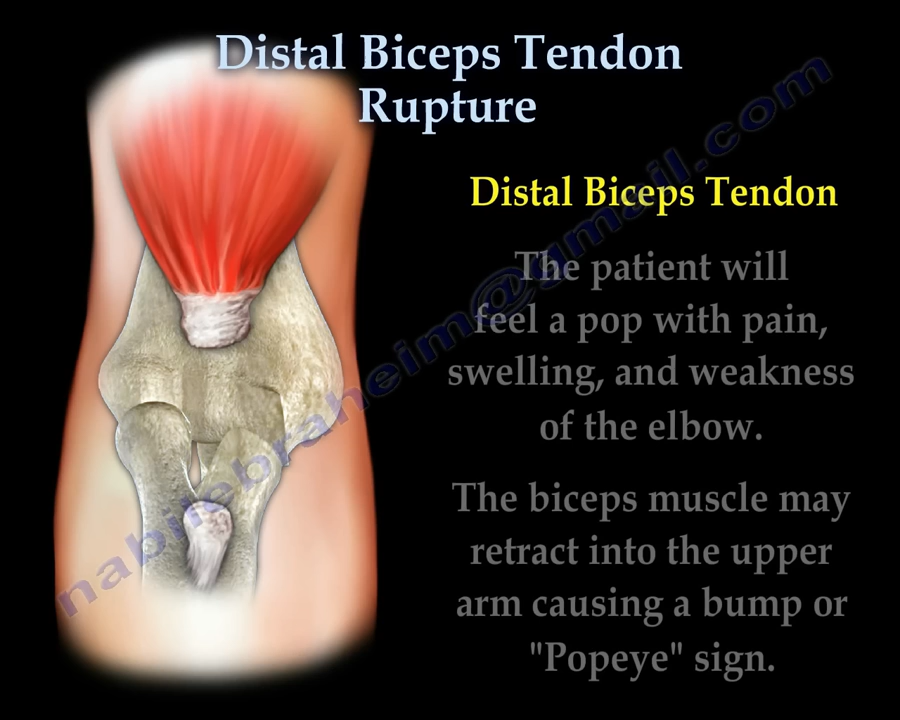 Distal Biceps Tendon
Rupture
Distal Biceps Tendon
The patient will
feel a pop with pain,
swelling, and weakness
of the elbow.
The biceps muscle may
retract into the upper
arm causing a bump or
"Popeye" sign.
nabilebraheim@gmail.com